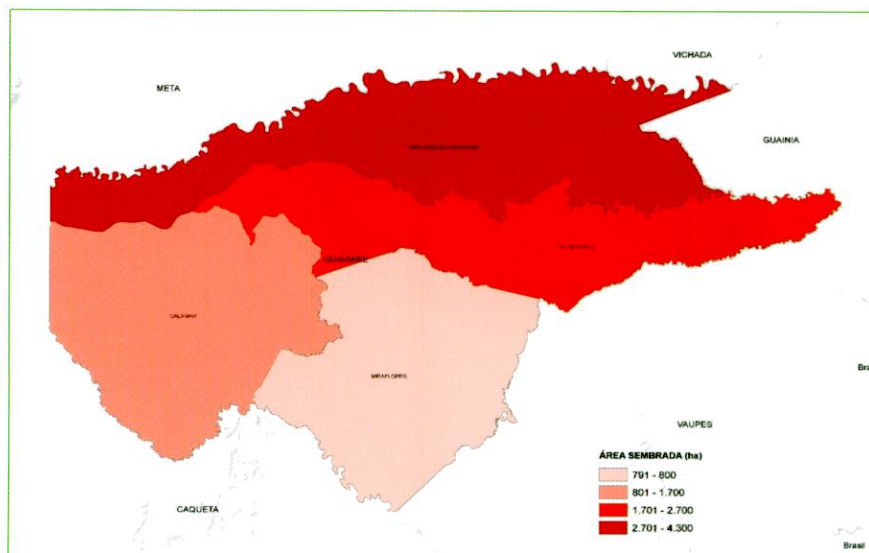 VICHADA
META
GUAINIA
GUAVIARE
CALAMAR
MIRAFLORES
Bra
VAUPES
ÁREA SEMBRADA (ha)
791 - 800
801 - 1.700
1.701 - 2.700
2.701 - 4.300
CAQUETA
Brasil